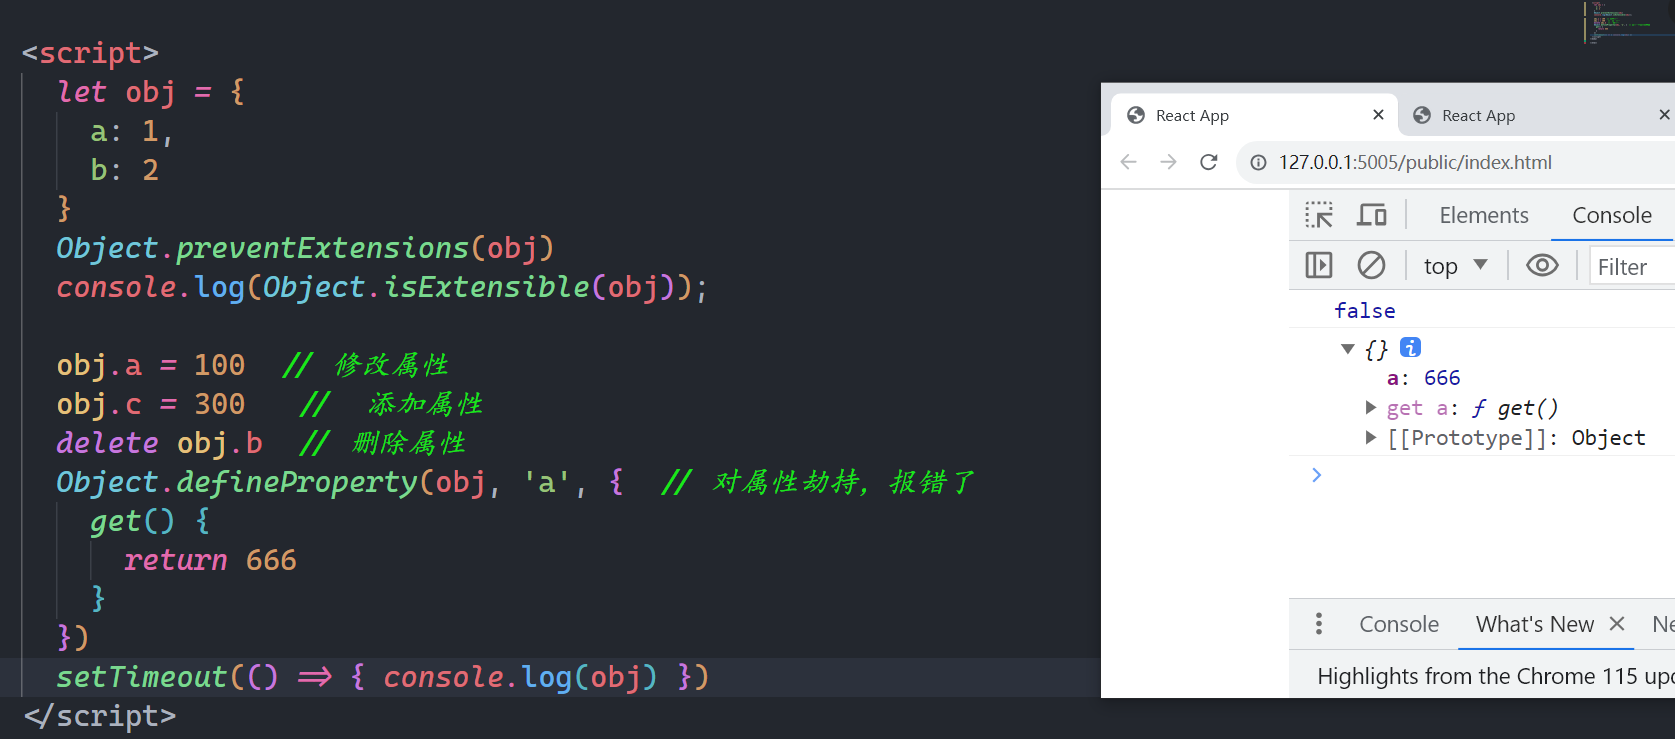 <script>
let obj = {
a: 1,
b: 2
}
Object.preventExtensions(obj)
console.log(Object.isExtensible(obj));
obj.a = 100 // 修改属性
obj.c = 300 // 添加属性
delete obj.b // 删除属性
Object.defineProperty(obj, 'a', { // 对属性劫持，报错了
get() {
return 666
}
})
setTimeout(() => { console.log(obj) })
</script>
React App
React App
127.0.0.1:5005/public/index.html
Elements Console
top Filter
false
{} i
a: 666
get a: ƒ get()
[[Prototype]]: Object
Console What's New Ne
Highlights from the Chrome 115 upd